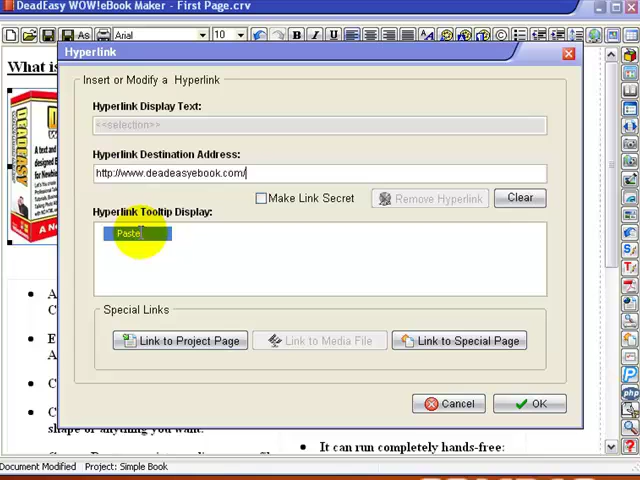 DeadEasy WOW!eBook Maker - First Page.crv
Arial 10 B I U
What is
Hyperlink
Insert or Modify a Hyperlink
Hyperlink Display Text:
<<selection>>
Hyperlink Destination Address:
http://www.deadeasyebook.com/
Make Link Secret
Remove Hyperlink
Clear
Hyperlink Tooltip Display:
Paste
Special Links
Link to Project Page
Link to Media File
Link to Special Page
Cancel
OK
shape or anything you want.
It can run completely hands-free:
Document Modified Project: Simple Book